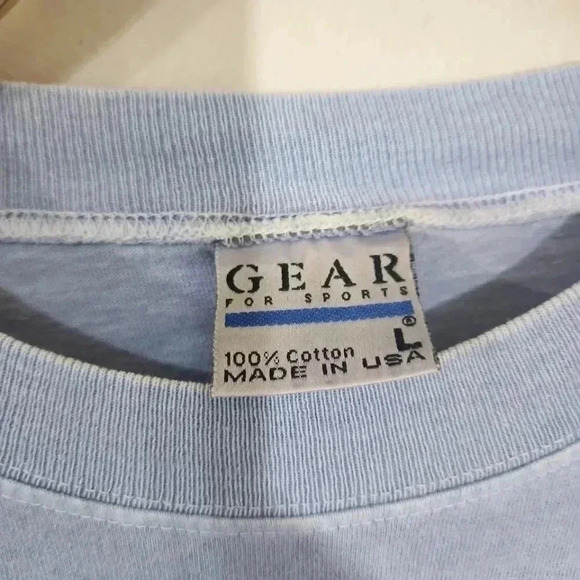 GEAR
FOR SPORTS
®
L
100% Cotton
MADE IN USA